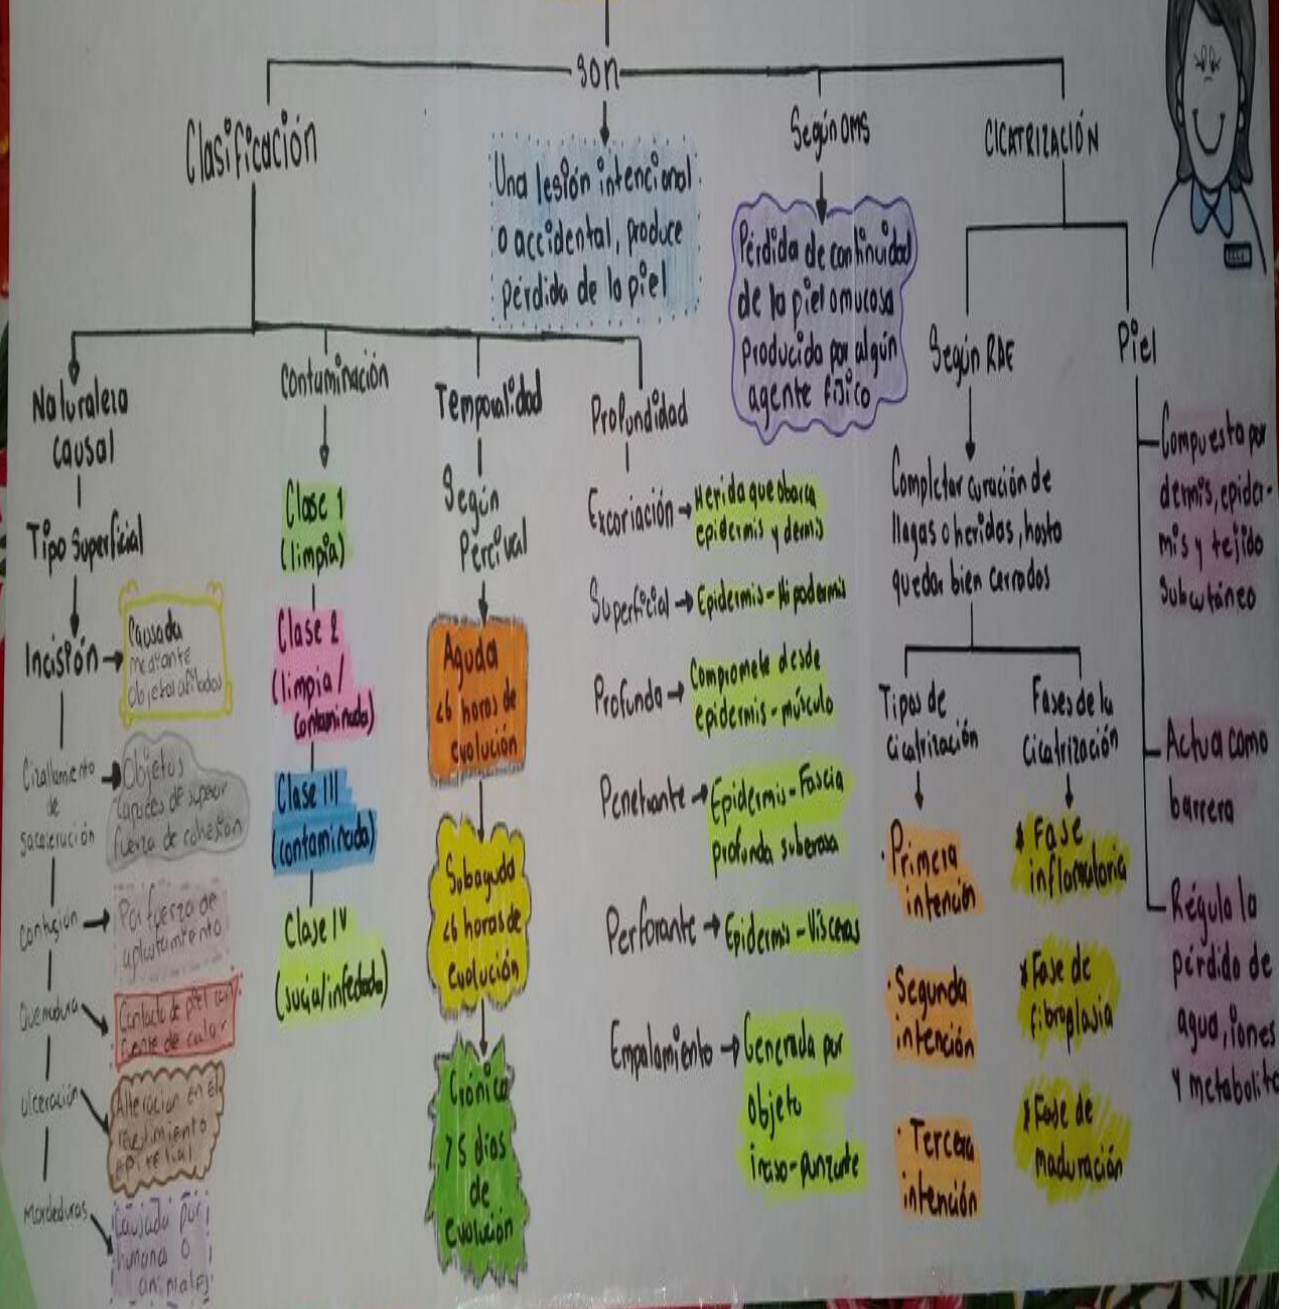 son
Clasificación
Una lesión intencional
o accidental, produce
pérdida de la piel
Según OMS
Pérdida de continuidad
de la piel o mucosa
producida por algún
agente físico
CICATRIZACIÓN
Naturaleza
causal
Tipo Superficial
Incisión
Causada
mediante
objetos afilados
Cizallamiento
de
Objetos
capaces de superar
fuerza de cohesión
Contusión
Por fuerzo de
aplastamiento
Quemadura
Contacto de piel con
fuente de calor
Ulceración
Alteración en el
revestimiento
epitelial
Mordeduras
Causada por
humano o
animales
Contaminación
Clase 1
(limpia)
Clase 2
(limpia/
contaminada)
Clase III
(contaminada)
Clase IV
(sucia/infectada)
Temporalidad
Según
Percival
Aguda
<6 horas de
evolución
Subaguda
<6 horas de
evolución
Crónica
>5 días
de
evolución
Profundidad
Excoriación
Herida que abarca
epidermis y dermis
Superficial
Epidermis-Hipodermis
Profunda
Compromete desde
epidermis-músculo
Penetrante
Epidermis-Fascia
profunda
Perforante
Epidermis-Vísceras
Empalamiento
Generada por
objeto
inciso-punzante
Según RAE
Completar curación de
llagas o heridas, hasta
quedar bien cerradas
Tipos de
cicatrización
· Primera
intención
· Segunda
intención
· Tercera
intención
Fases de la
cicatrización
* Fase
inflamatoria
* Fase de
fibroplasia
* Fase de
maduración
Piel
Compuesta por
dermis, epider-
mis y tejido
subcutáneo
Actua como
barrera
Régula la
pérdida de
agua, iones
y metabolito